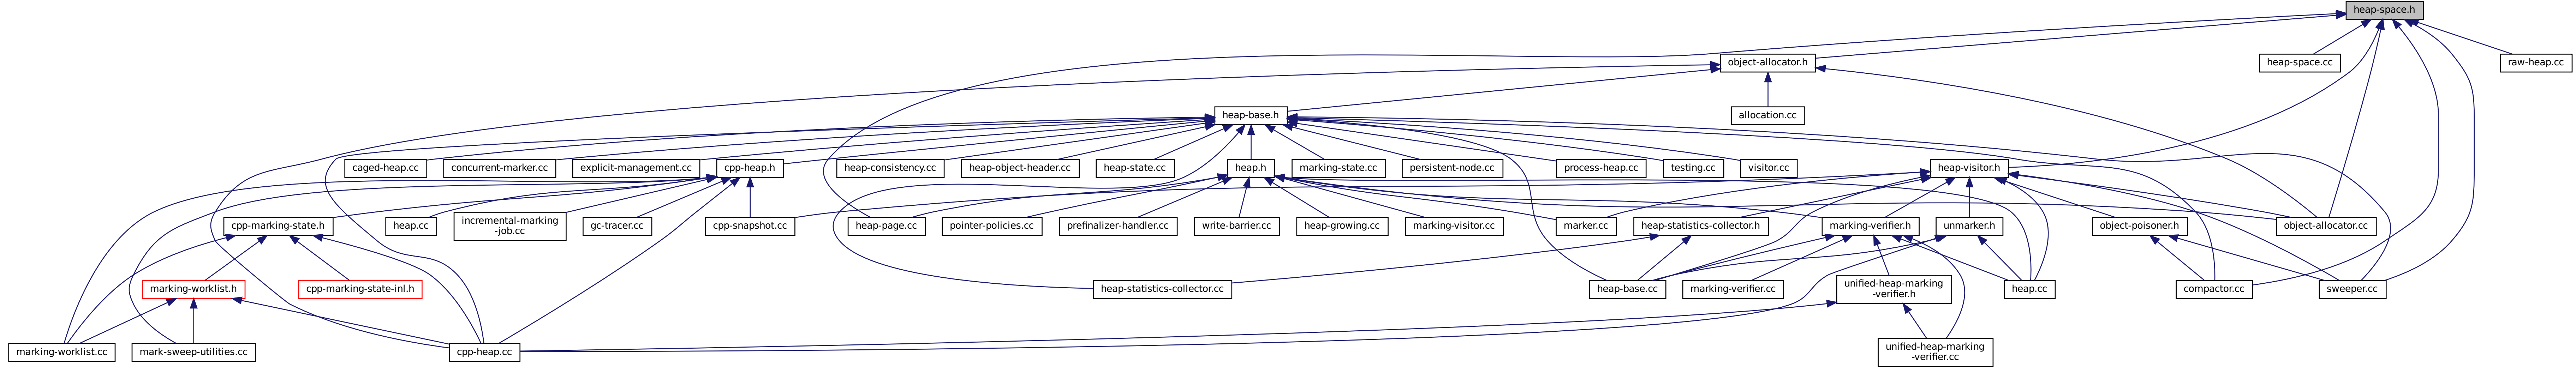 heap-space.h
object-allocator.h
heap-space.cc
raw-heap.cc
heap-base.h
allocation.cc
caged-heap.cc
concurrent-marker.cc
explicit-management.cc
cpp-heap.h
heap-consistency.cc
heap-object-header.cc
heap-state.cc
heap.h
marking-state.cc
persistent-node.cc
process-heap.cc
testing.cc
visitor.cc
heap-visitor.h
cpp-marking-state.h
heap.cc
incremental-marking
-job.cc
gc-tracer.cc
cpp-snapshot.cc
heap-page.cc
pointer-policies.cc
prefinalizer-handler.cc
write-barrier.cc
heap-growing.cc
marking-visitor.cc
marker.cc
heap-statistics-collector.h
marking-verifier.h
unmarker.h
object-poisoner.h
object-allocator.cc
marking-worklist.h
cpp-marking-state-inl.h
heap-statistics-collector.cc
heap-base.cc
marking-verifier.cc
unified-heap-marking
-verifier.h
heap.cc
compactor.cc
sweeper.cc
marking-worklist.cc
mark-sweep-utilities.cc
cpp-heap.cc
unified-heap-marking
-verifier.cc